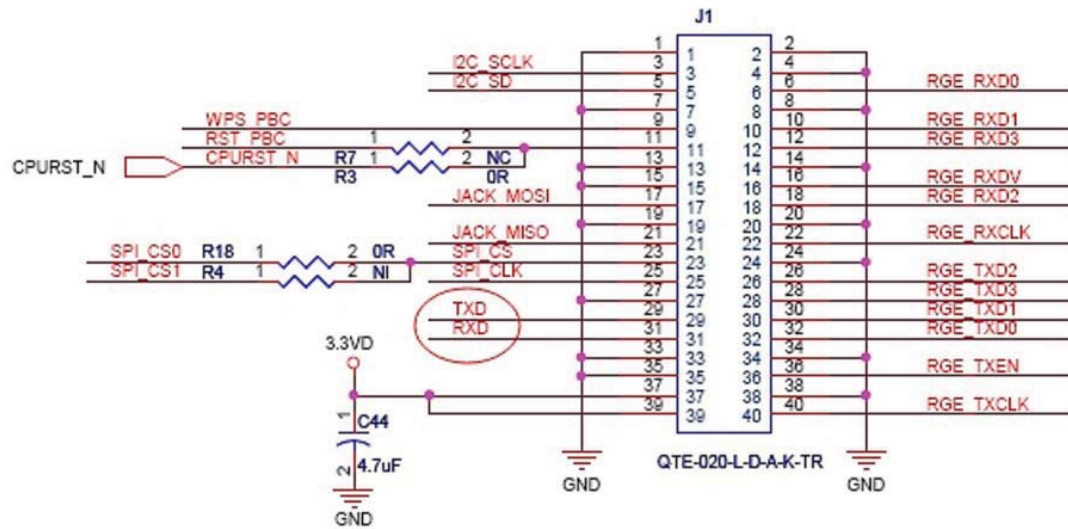 J1
1 1 2 2
I2C_SCLK 3 3 4 4
I2C_SD 5 5 6 6 RGE_RXD0
7 7 8 8
WPS_PBC 9 9 10 10 RGE_RXD1
RST_PBC 1 2 11 11 12 12 RGE_RXD3
CPURST_N CPURST_N R7 1 2 NC 13 13 14 14
R3 0R 15 15 16 16 RGE_RXDV
JACK_MOSI 17 17 18 18 RGE_RXD2
19 19 20 20
JACK_MISO 21 21 22 22 RGE_RXCLK
SPI_CS0 R18 1 2 0R SPI_CS 23 23 24 24
SPI_CS1 R4 1 2 NI SPI_CLK 25 25 26 26 RGE_TXD2
27 27 28 28 RGE_TXD3
TXD 29 29 30 30 RGE_TXD1
RXD 31 31 32 32 RGE_TXD0
3.3VD 33 33 34 34
35 35 36 36 RGE_TXEN
37 37 38 38
39 39 40 40 RGE_TXCLK
1 C44
2 4.7uF
QTE-020-L-D-A-K-TR
GND GND
GND